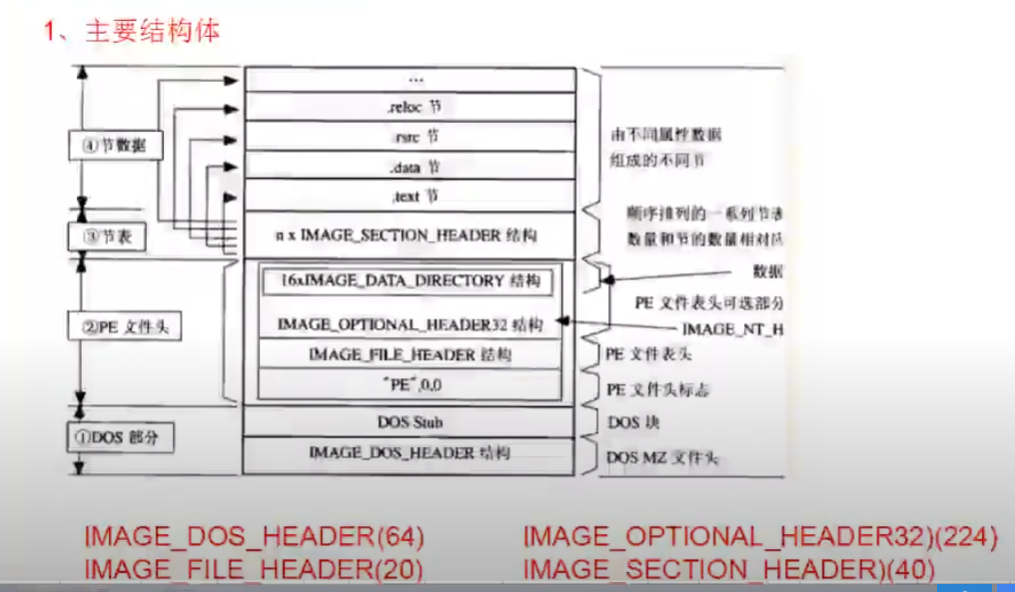 1、主要结构体
...
.reloc 节
.rsrc 节
.data 节
.text 节
④节数据
由不同属性数据
组成的不同节
③节表
n x IMAGE_SECTION_HEADER 结构
顺序排列的一系列节表
数量和节的数量相对应
16xIMAGE_DATA_DIRECTORY 结构
数据
②PE 文件头
IMAGE_OPTIONAL_HEADER32 结构
PE 文件表头可选部分
IMAGE_NT_H
IMAGE_FILE_HEADER 结构
PE 文件表头
"PE",0,0
PE 文件头标志
①DOS 部分
DOS Stub
DOS 块
IMAGE_DOS_HEADER 结构
DOS MZ 文件头
IMAGE_DOS_HEADER(64)
IMAGE_OPTIONAL_HEADER32)(224)
IMAGE_FILE_HEADER(20)
IMAGE_SECTION_HEADER)(40)